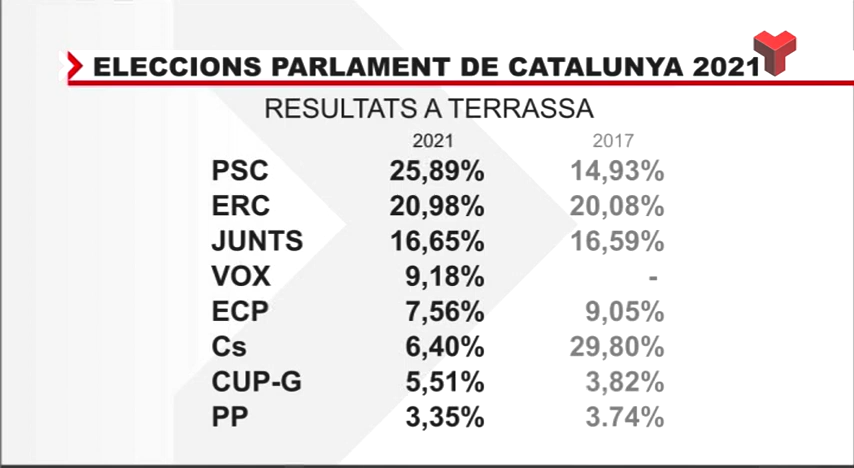 ELECCIONS PARLAMENT DE CATALUNYA 2021
RESULTATS A TERRASSA
2021 2017
PSC 25,89% 14,93%
ERC 20,98% 20,08%
JUNTS 16,65% 16,59%
VOX 9,18% -
ECP 7,56% 9,05%
Cs 6,40% 29,80%
CUP-G 5,51% 3,82%
PP 3,35% 3.74%